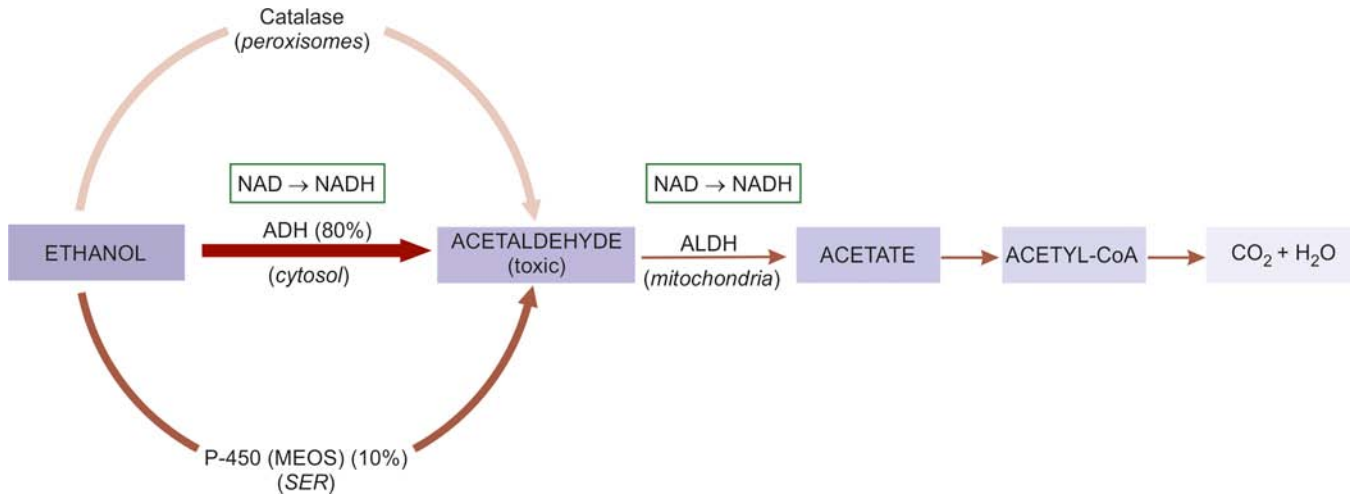 Catalase
(peroxisomes)
NAD → NADH
NAD → NADH
ETHANOL
ADH (80%)
(cytosol)
ACETALDEHYDE
(toxic)
ALDH
(mitochondria)
ACETATE
ACETYL-CoA
CO₂ + H₂O
P-450 (MEOS) (10%)
(SER)